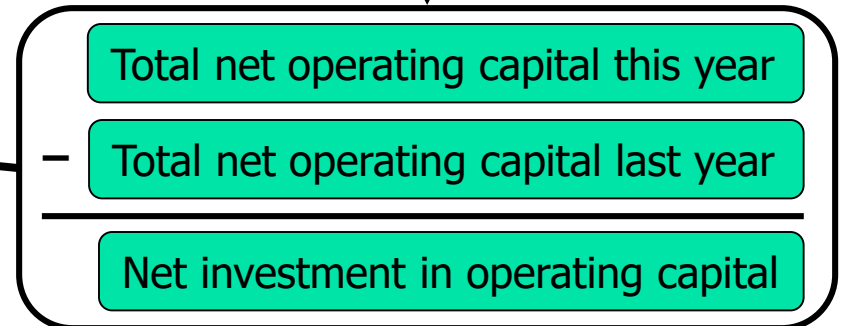 Total net operating capital this year
– Total net operating capital last year
Net investment in operating capital